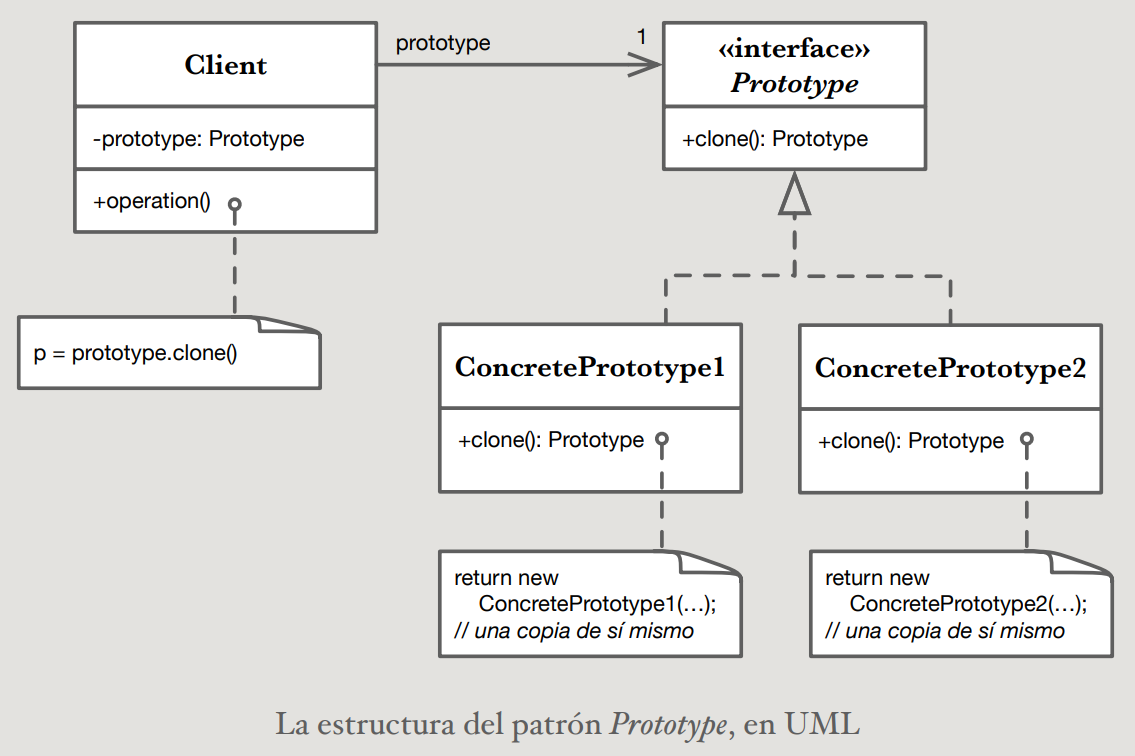 Client
-prototype: Prototype
+operation()
p = prototype.clone()
prototype
1
«interface»
Prototype
+clone(): Prototype
ConcretePrototype1
+clone(): Prototype
return new
ConcretePrototype1(…);
// una copia de sí mismo
ConcretePrototype2
+clone(): Prototype
return new
ConcretePrototype2(…);
// una copia de sí mismo
La estructura del patrón Prototype, en UML